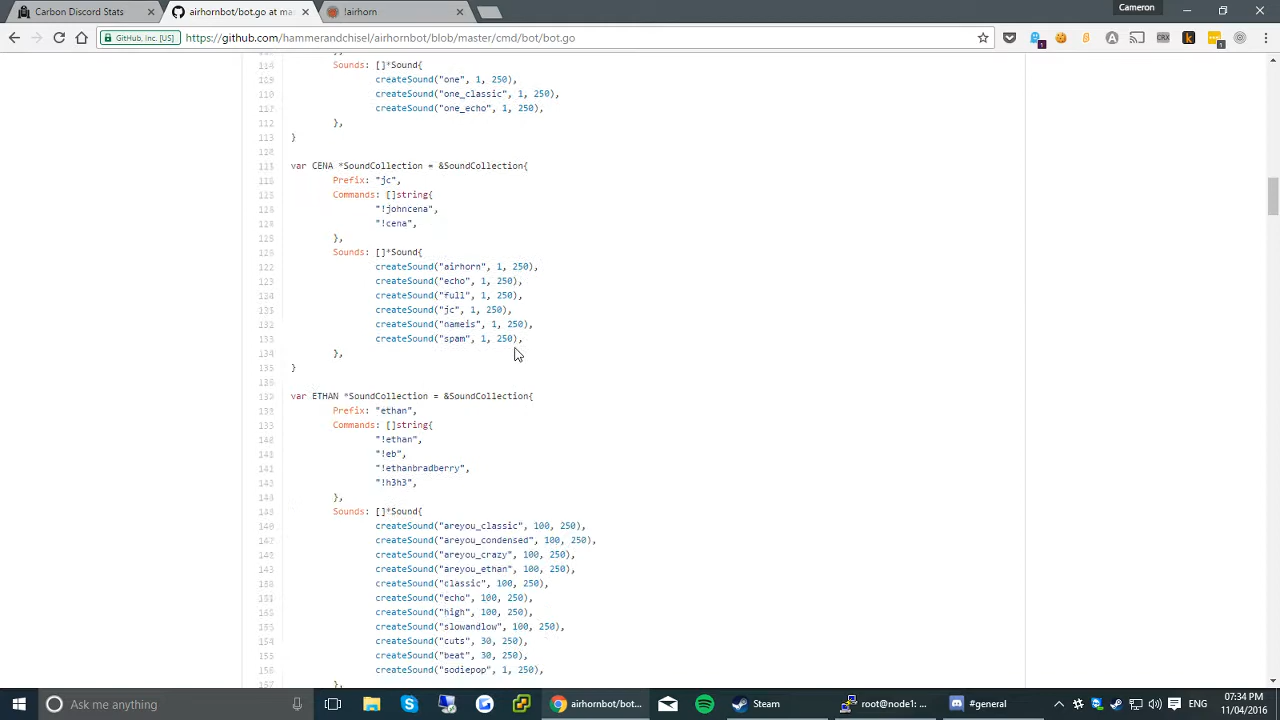 Carbon Discord Stats
airhornbot/bot.go at ma
!airhorn
Cameron
GitHub, Inc. [US]
https://github.com/hammerandchisel/airhornbot/blob/master/cmd/bot/bot.go
Sounds: []*Sound{
createSound("one", 1, 250),
createSound("one_classic", 1, 250),
createSound("one_echo", 1, 250),
},
}
var CENA *SoundCollection = &SoundCollection{
Prefix: "jc",
Commands: []string{
"!johncena",
"!cena",
},
Sounds: []*Sound{
createSound("airhorn", 1, 250),
createSound("echo", 1, 250),
createSound("full", 1, 250),
createSound("jc", 1, 250),
createSound("nameis", 1, 250),
createSound("spam", 1, 250),
},
}
var ETHAN *SoundCollection = &SoundCollection{
Prefix: "ethan",
Commands: []string{
"!ethan",
"!eb",
"!ethanbradberry",
"!h3h3",
},
Sounds: []*Sound{
createSound("areyou_classic", 100, 250),
createSound("areyou_condensed", 100, 250),
createSound("areyou_crazy", 100, 250),
createSound("areyou_ethan", 100, 250),
createSound("classic", 100, 250),
createSound("echo", 100, 250),
createSound("high", 100, 250),
createSound("slowandlow", 100, 250),
createSound("cuts", 30, 250),
createSound("beat", 30, 250),
createSound("sodiepop", 1, 250),
},
Ask me anything
airhornbot/bot...
Steam
root@node1: ...
#general
ENG
7:34 PM
11/04/2016